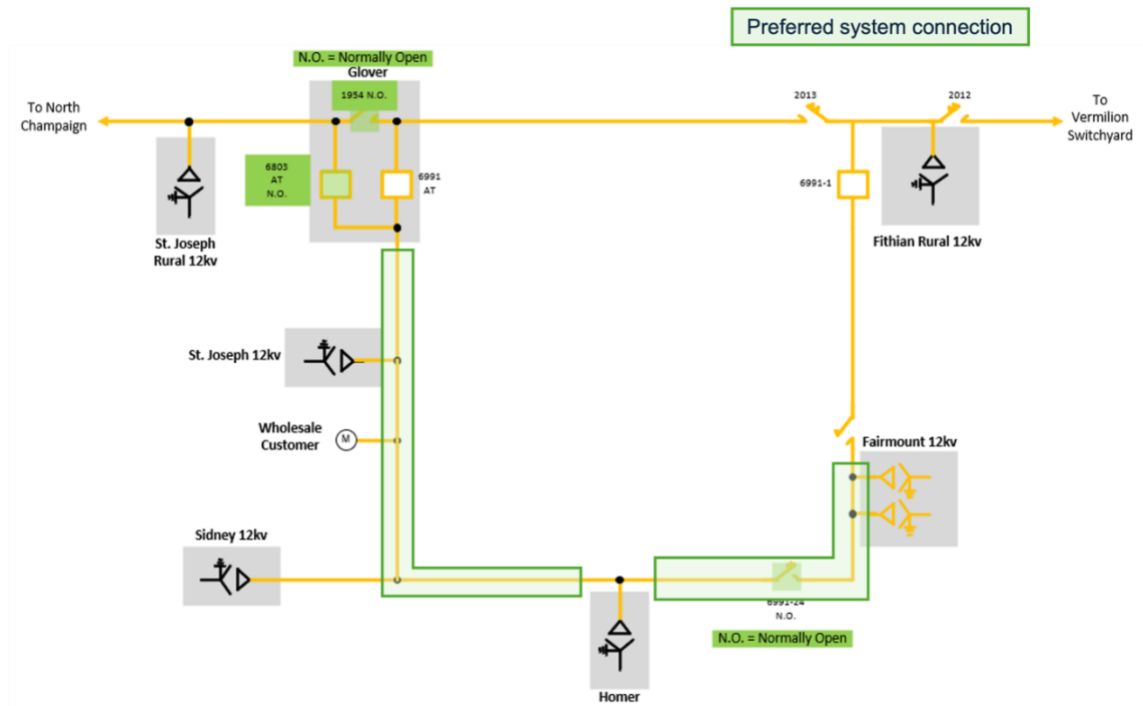 Preferred system connection
N.O. = Normally Open
Glover
1954 N.O.
To North
Champaign
2013
2012
To
Vermilion
Switchyard
6803
AT
N.O.
6991
AT
6991-1
St. Joseph
Rural 12kv
Fithian Rural 12kv
St. Joseph 12kv
Wholesale
Customer
M
Fairmount 12kv
Sidney 12kv
6991-24
N.O.
N.O. = Normally Open
Homer